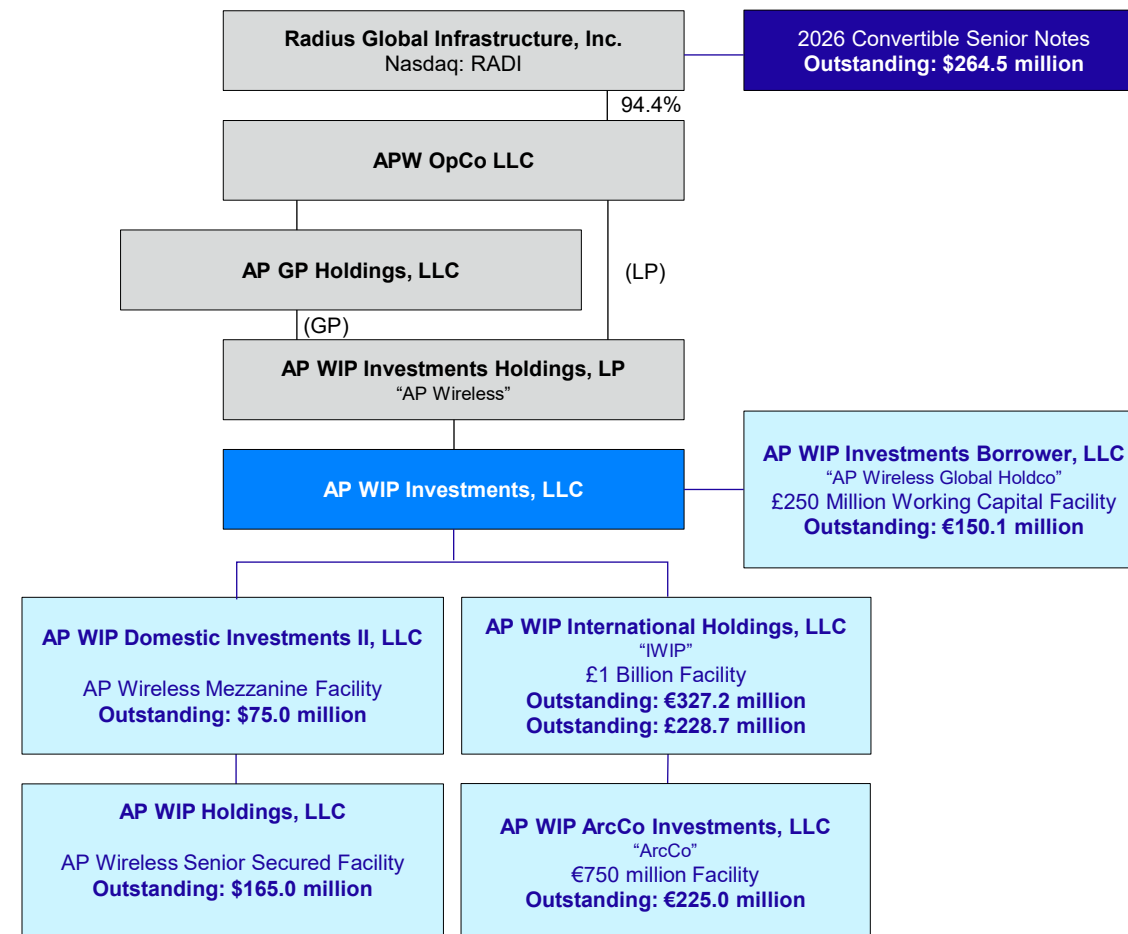 Radius Global Infrastructure, Inc.
Nasdaq: RADI
2026 Convertible Senior Notes
Outstanding: $264.5 million
94.4%
APW OpCo LLC
AP GP Holdings, LLC
(LP)
(GP)
AP WIP Investments Holdings, LP
“AP Wireless”
AP WIP Investments, LLC
AP WIP Investments Borrower, LLC
“AP Wireless Global Holdco”
£250 Million Working Capital Facility
Outstanding: €150.1 million
AP WIP Domestic Investments II, LLC
AP Wireless Mezzanine Facility
Outstanding: $75.0 million
AP WIP International Holdings, LLC
“IWIP”
£1 Billion Facility
Outstanding: €327.2 million
Outstanding: £228.7 million
AP WIP Holdings, LLC
AP Wireless Senior Secured Facility
Outstanding: $165.0 million
AP WIP ArcCo Investments, LLC
“ArcCo”
€750 million Facility
Outstanding: €225.0 million